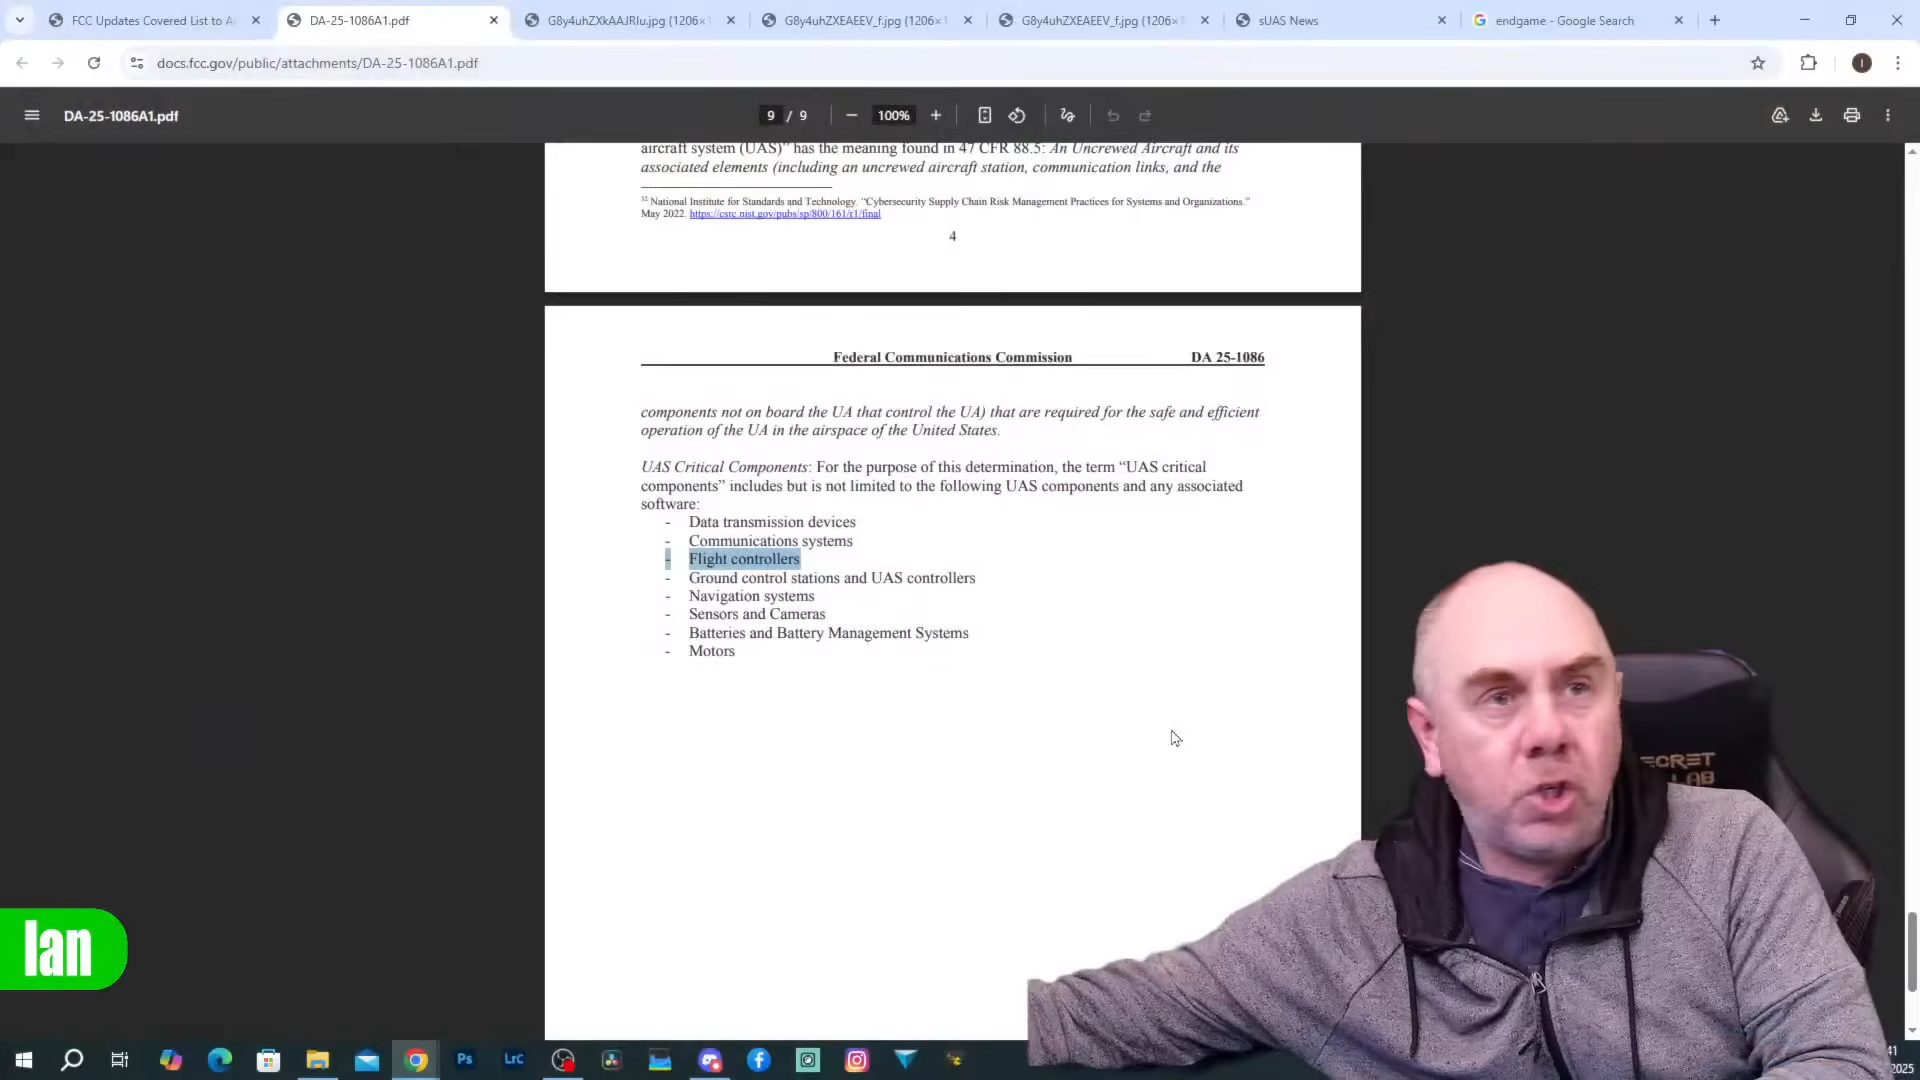 FCC Updates Covered List to A
DA-25-1086A1.pdf
G8y4uhZXkAAJRlu.jpg (1206×1
G8y4uhZXEAEEV_f.jpg (1206×1
G8y4uhZXEAEEV_f.jpg (1206×1
sUAS News
endgame - Google Search
docs.fcc.gov/public/attachments/DA-25-1086A1.pdf
I
DA-25-1086A1.pdf
9 / 9
100%
aircraft system (UAS)” has the meaning found in 47 CFR 88.5: An Uncrewed Aircraft and its
associated elements (including an uncrewed aircraft station, communication links, and the
32 National Institute for Standards and Technology. “Cybersecurity Supply Chain Risk Management Practices for Systems and Organizations.”
May 2022. https://csrc.nist.gov/pubs/sp/800/161/r1/final
4
Federal Communications Commission DA 25-1086
components not on board the UA that control the UA) that are required for the safe and efficient
operation of the UA in the airspace of the United States.
UAS Critical Components: For the purpose of this determination, the term “UAS critical
components” includes but is not limited to the following UAS components and any associated
software:
- Data transmission devices
- Communications systems
- Flight controllers
- Ground control stations and UAS controllers
- Navigation systems
- Sensors and Cameras
- Batteries and Battery Management Systems
- Motors
LAB
Ian
Ps
LrC
41
2025